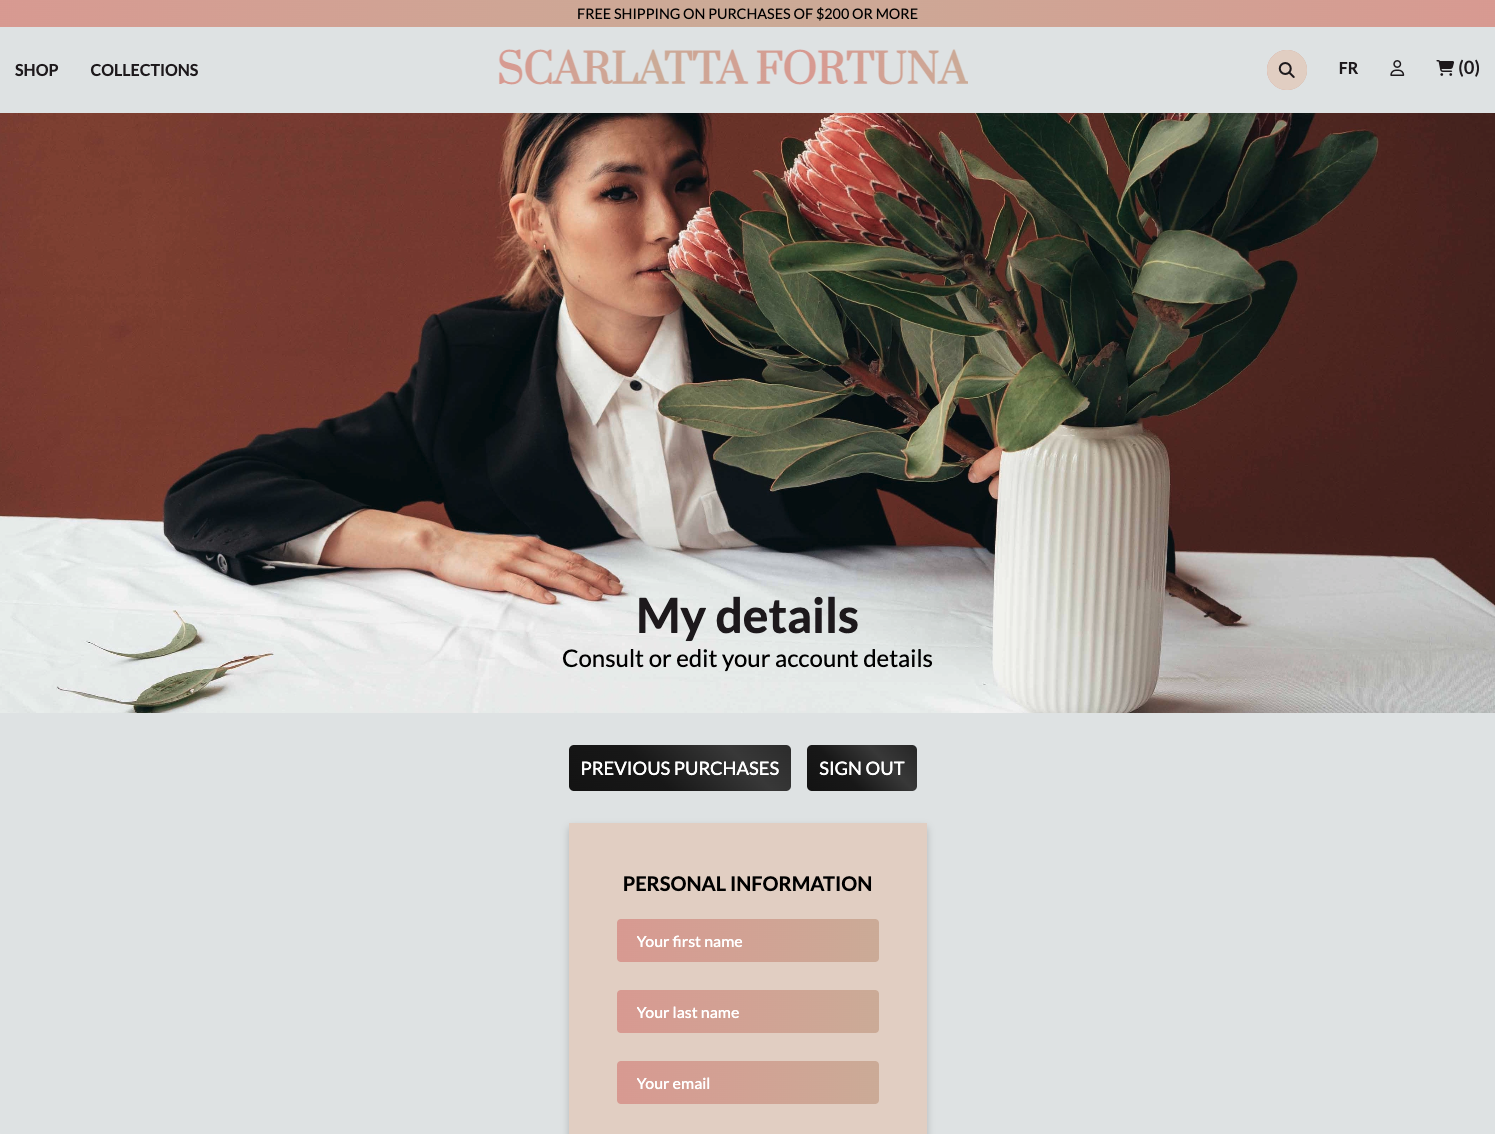 FREE SHIPPING ON PURCHASES OF $200 OR MORE
SHOP COLLECTIONS SCARLATTA FORTUNA FR (0)
My details
Consult or edit your account details
PREVIOUS PURCHASES SIGN OUT
PERSONAL INFORMATION
Your first name
Your last name
Your email